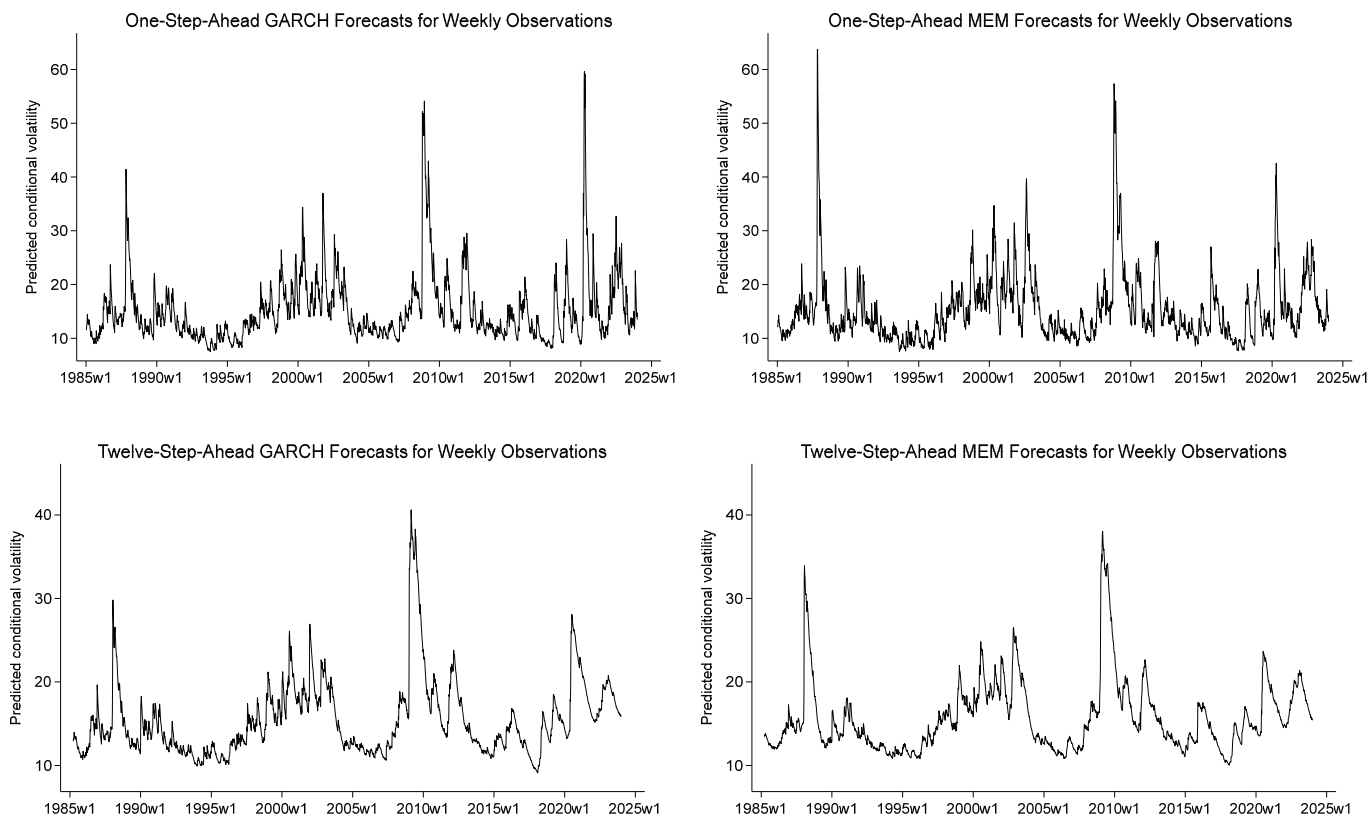 One-Step-Ahead GARCH Forecasts for Weekly Observations
Predicted conditional volatility
60
50
40
30
20
10
1985w1 1990w1 1995w1 2000w1 2005w1 2010w1 2015w1 2020w1 2025w1
One-Step-Ahead MEM Forecasts for Weekly Observations
Predicted conditional volatility
60
50
40
30
20
10
1985w1 1990w1 1995w1 2000w1 2005w1 2010w1 2015w1 2020w1 2025w1
Twelve-Step-Ahead GARCH Forecasts for Weekly Observations
Predicted conditional volatility
40
30
20
10
1985w1 1990w1 1995w1 2000w1 2005w1 2010w1 2015w1 2020w1 2025w1
Twelve-Step-Ahead MEM Forecasts for Weekly Observations
Predicted conditional volatility
40
30
20
10
1985w1 1990w1 1995w1 2000w1 2005w1 2010w1 2015w1 2020w1 2025w1